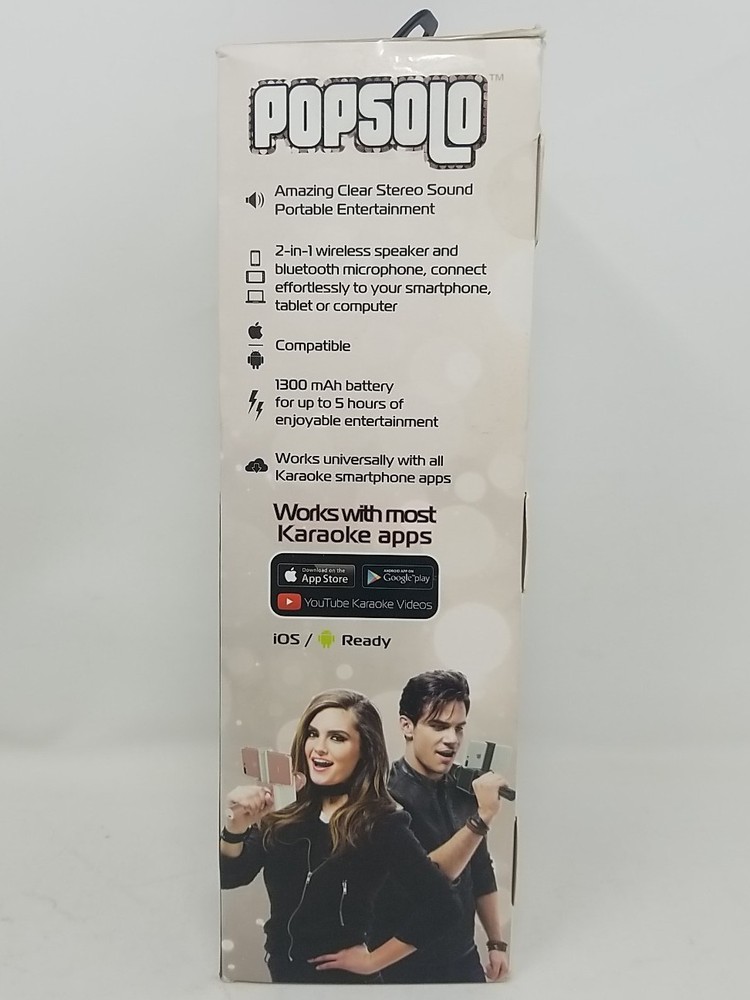 POPSOLO™
Amazing Clear Stereo Sound
Portable Entertainment
2-in-1 wireless speaker and
bluetooth microphone, connect
effortlessly to your smartphone,
tablet or computer
Compatible
1300 mAh battery
for up to 5 hours of
enjoyable entertainment
Works universally with all
Karaoke smartphone apps
Works with most
Karaoke apps
Download on the
App Store
ANDROID APP ON
Google™play
YouTube Karaoke Videos
iOS / Ready